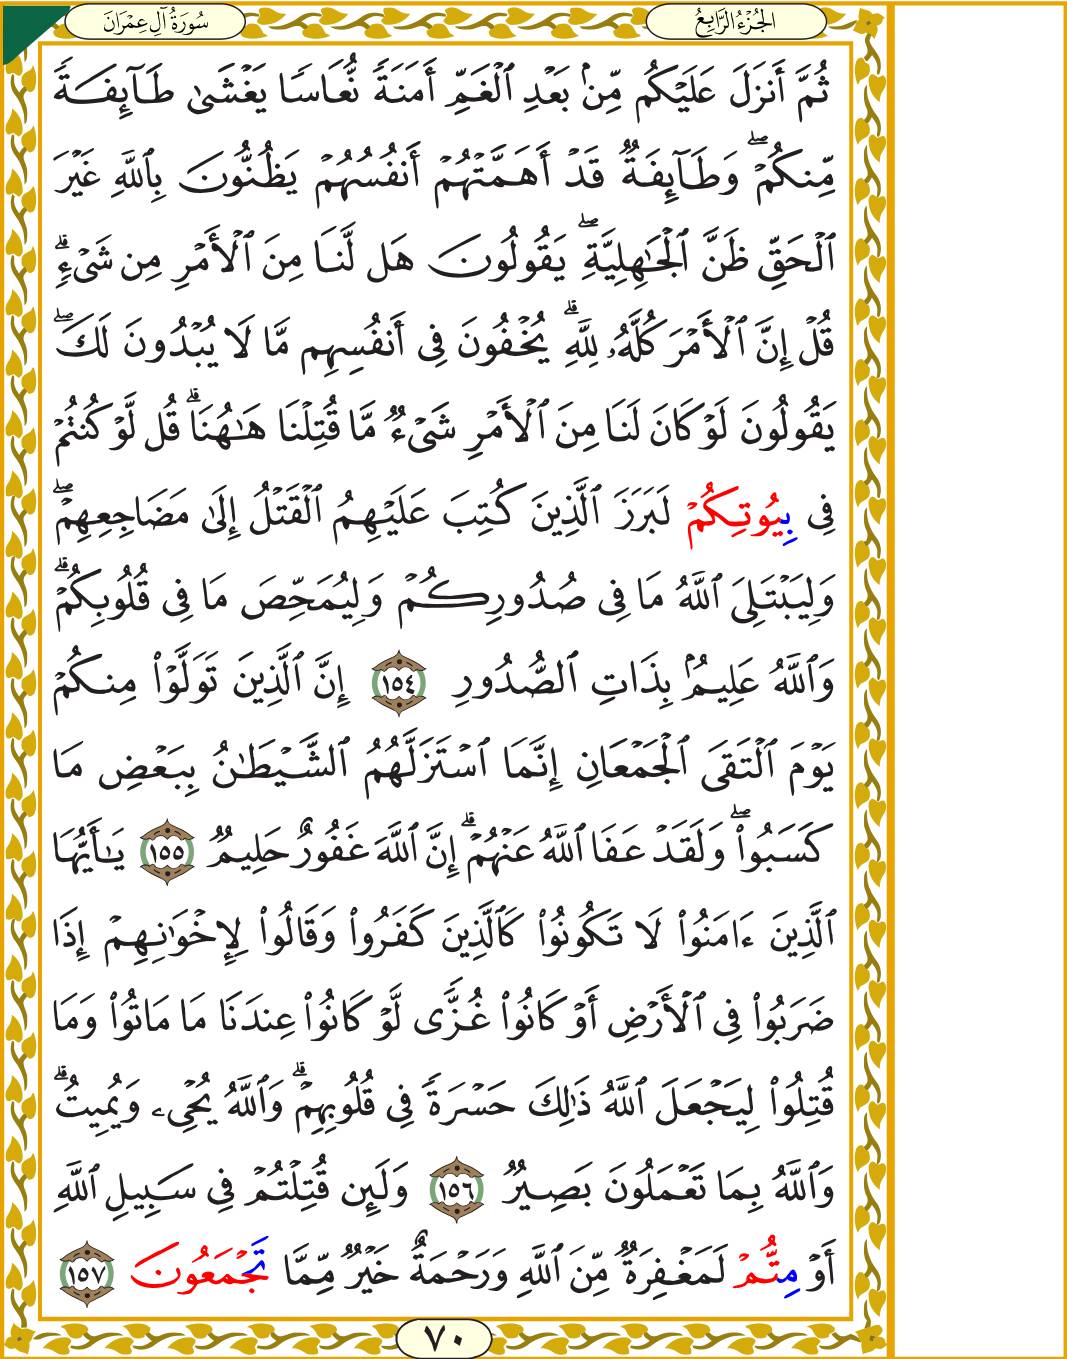 الجُزْءُ الرَّابِعُ
سُورَةُ آلِ عِمْرَانَ
ثُمَّ أَنزَلَ عَلَيْكُم مِّنۢ بَعْدِ ٱلْغَمِّ أَمَنَةً نُّعَاسًا يَغْشَىٰ طَآئِفَةً
مِّنكُمْ ۖ وَطَآئِفَةٌ قَدْ أَهَمَّتْهُمْ أَنفُسُهُمْ يَظُنُّونَ بِٱللَّهِ غَيْرَ
ٱلْحَقِّ ظَنَّ ٱلْجَٰهِلِيَّةِ ۖ يَقُولُونَ هَل لَّنَا مِنَ ٱلْأَمْرِ مِن شَىْءٍ ۗ
قُلْ إِنَّ ٱلْأَمْرَ كُلَّهُۥ لِلَّهِ ۗ يُخْفُونَ فِىٓ أَنفُسِهِم مَّا لَا يُبْدُونَ لَكَ ۖ
يَقُولُونَ لَوْ كَانَ لَنَا مِنَ ٱلْأَمْرِ شَىْءٌ مَّا قُتِلْنَا هَٰهُنَا ۗ قُل لَّوْ كُنتُمْ
فِى بِيُوتِكُمْ لَبَرَزَ ٱلَّذِينَ كُتِبَ عَلَيْهِمُ ٱلْقَتْلُ إِلَىٰ مَضَاجِعِهِمْ ۖ
وَلِيَبْتَلِىَ ٱللَّهُ مَا فِى صُدُورِكُمْ وَلِيُمَحِّصَ مَا فِى قُلُوبِكُمْ ۗ
وَٱللَّهُ عَلِيمٌۢ بِذَاتِ ٱلصُّدُورِ ١٥٤ إِنَّ ٱلَّذِينَ تَوَلَّوْا۟ مِنكُمْ
يَوْمَ ٱلْتَقَى ٱلْجَمْعَانِ إِنَّمَا ٱسْتَزَلَّهُمُ ٱلشَّيْطَٰنُ بِبَعْضِ مَا
كَسَبُوا۟ ۖ وَلَقَدْ عَفَا ٱللَّهُ عَنْهُمْ ۗ إِنَّ ٱللَّهَ غَفُورٌ حَلِيمٌ ١٥٥ يَٰٓأَيُّهَا
ٱلَّذِينَ ءَامَنُوا۟ لَا تَكُونُوا۟ كَٱلَّذِينَ كَفَرُوا۟ وَقَالُوا۟ لِإِخْوَٰنِهِمْ إِذَا
ضَرَبُوا۟ فِى ٱلْأَرْضِ أَوْ كَانُوا۟ غُزًّى لَّوْ كَانُوا۟ عِندَنَا مَا مَاتُوا۟ وَمَا
قُتِلُوا۟ لِيَجْعَلَ ٱللَّهُ ذَٰلِكَ حَسْرَةً فِى قُلُوبِهِمْ ۗ وَٱللَّهُ يُحْىِۦ وَيُمِيتُ ۗ
وَٱللَّهُ بِمَا تَعْمَلُونَ بَصِيرٌ ١٥٦ وَلَئِن قُتِلْتُمْ فِى سَبِيلِ ٱللَّهِ
أَوْ مِتُّمْ لَمَغْفِرَةٌ مِّنَ ٱللَّهِ وَرَحْمَةٌ خَيْرٌ مِّمَّا تَجْمَعُونَ ١٥٧
٧٠